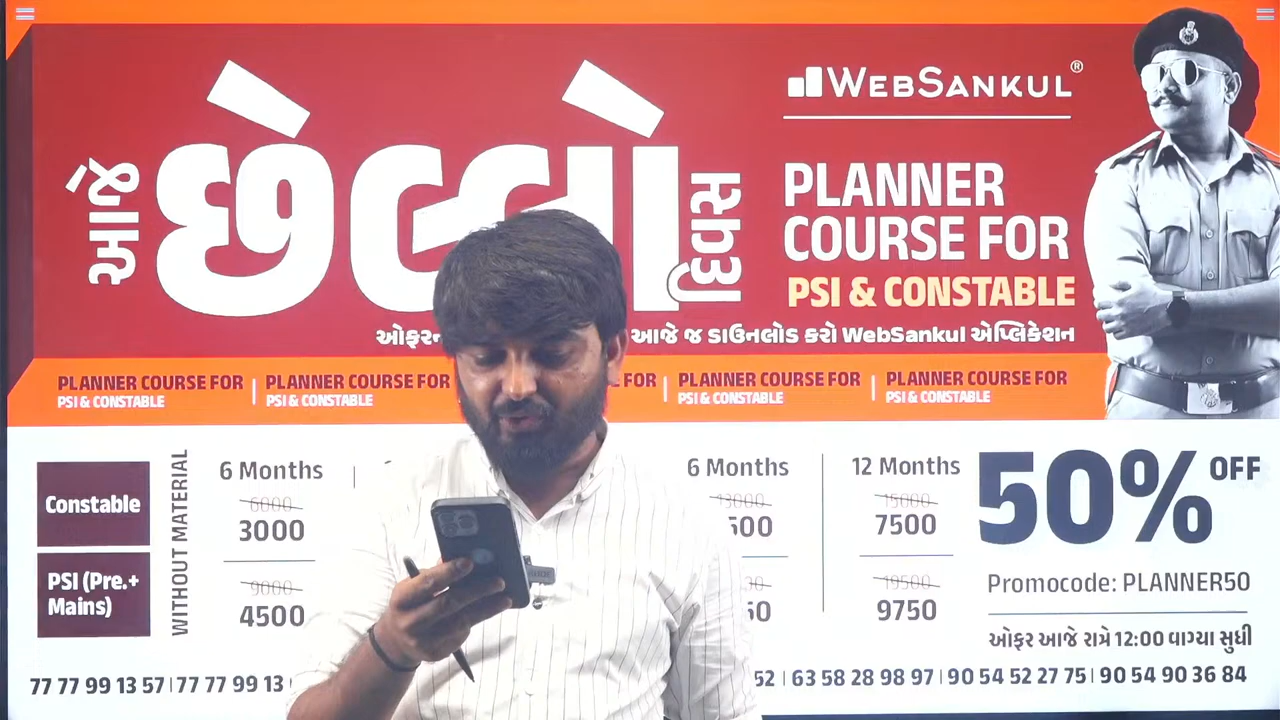 આજે
છેલ્લો
દિવસ
WEBSANKUL®
PLANNER
COURSE FOR
PSI & CONSTABLE
આજે જ ડાઉનલોડ કરો WebSankul એપ્લિકેશન
PLANNER COURSE FOR
PSI & CONSTABLE
PLANNER COURSE FOR
PSI & CONSTABLE
FOR
PLANNER COURSE FOR
PSI & CONSTABLE
PLANNER COURSE FOR
PSI & CONSTABLE
Constable
PSI (Pre.+
Mains)
WITHOUT MATERIAL
6 Months
6000
3000
9000
4500
6 Months
13000
12 Months
15000
7500
19500
9750
50% OFF
Promocode: PLANNER50
ઓફર આજે રાત્રે 12:00 વાગ્યા સુધી
77 77 99 13 57 | 77 77 99 13
52 | 63 58 28 98 97 | 90 54 52 27 75 | 90 54 90 36 84